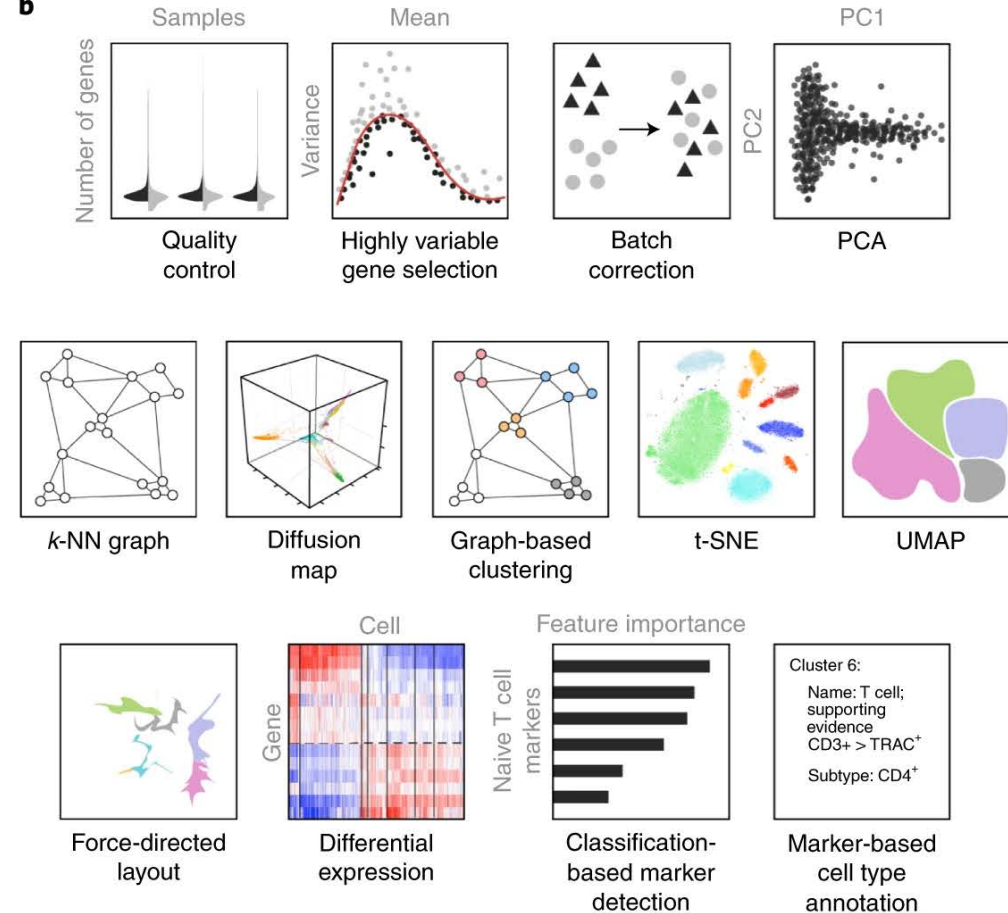 b
Samples
Mean
PC1
Number of genes
Variance
PC2
Quality
control
Highly variable
gene selection
Batch
correction
PCA
k-NN graph
Diffusion
map
Graph-based
clustering
t-SNE
UMAP
Cell
Feature importance
Gene
Naive T cell
markers
Cluster 6:
Name: T cell;
supporting
evidence
CD3+ > TRAC⁺
Subtype: CD4⁺
Force-directed
layout
Differential
expression
Classification-
based marker
detection
Marker-based
cell type
annotation